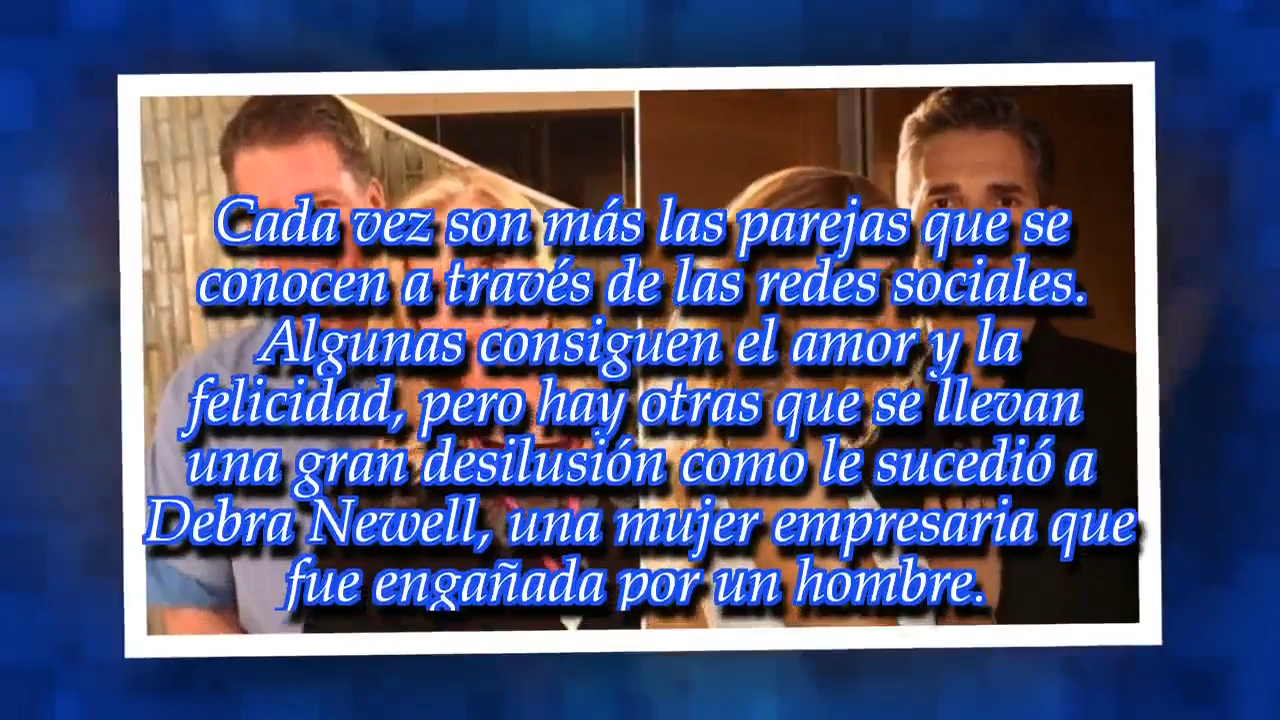 Cada vez son más las parejas que se
conocen a través de las redes sociales.
Algunas consiguen el amor y la
felicidad, pero hay otras que se llevan
una gran desilusión como le sucedió a
Debra Newell, una mujer empresaria que
fue engañada por un hombre.